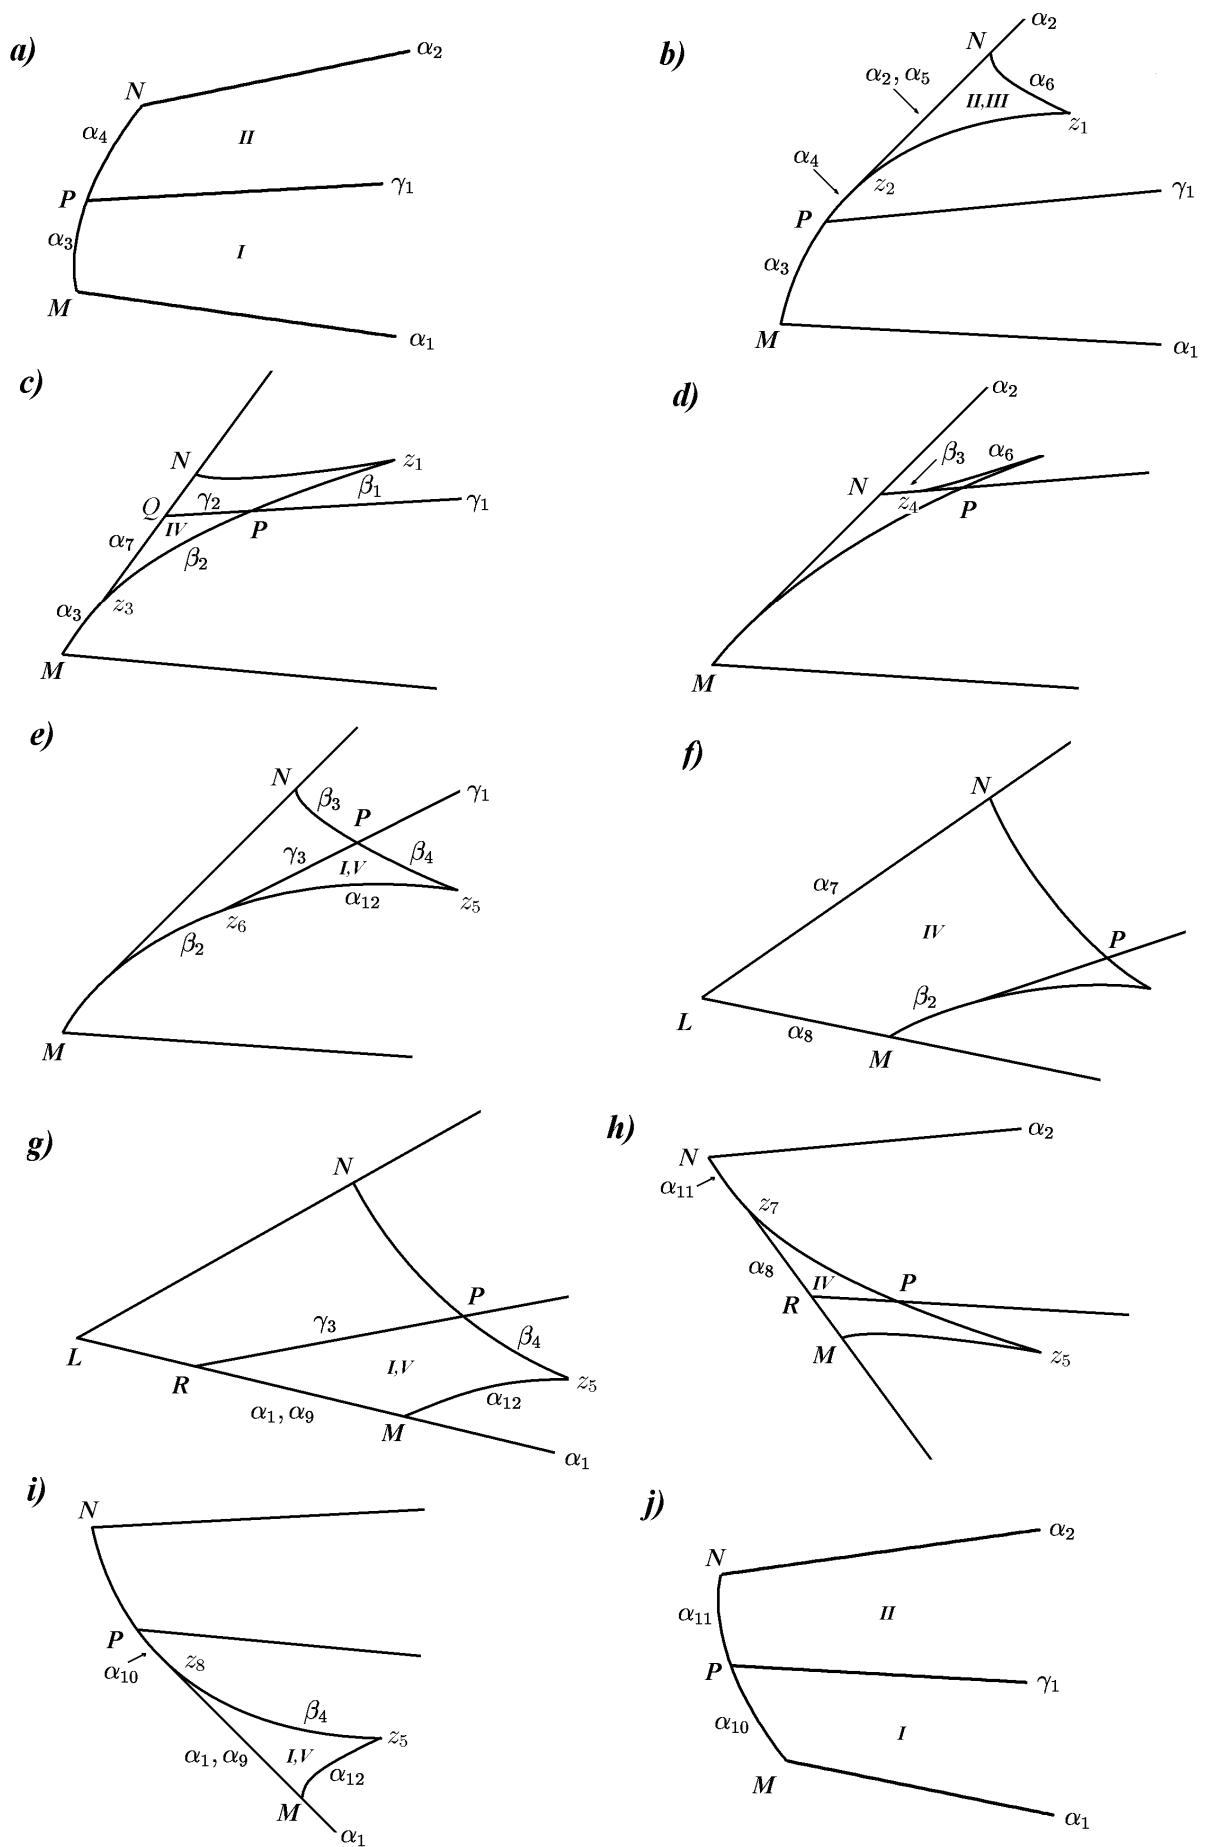 a)
α₂
N
α₄
II
P
γ₁
α₃
I
M
α₁
b)
α₂
N
α₂, α₅
α₆
II,III
z₁
α₄
z₂
γ₁
P
α₃
M
α₁
c)
N
z₁
β₁
Q
γ₂
γ₁
IV
P
α₇
β₂
α₃
z₃
M
d)
α₂
β₃
α₆
N
z₄
P
M
e)
N
β₃
γ₁
P
γ₃
β₄
I,V
α₁₂
z₅
z₆
β₂
M
f)
N
α₇
IV
P
β₂
L
α₈
M
g)
N
P
γ₃
β₄
L
I,V
R
z₅
α₁₂
α₁, α₉
M
α₁
h)
α₂
N
α₁₁
z₇
α₈
IV
P
R
M
z₅
i)
N
P
α₁₀
z₈
β₄
z₅
α₁, α₉
I,V
α₁₂
M
α₁
j)
α₂
N
α₁₁
II
P
γ₁
α₁₀
I
M
α₁